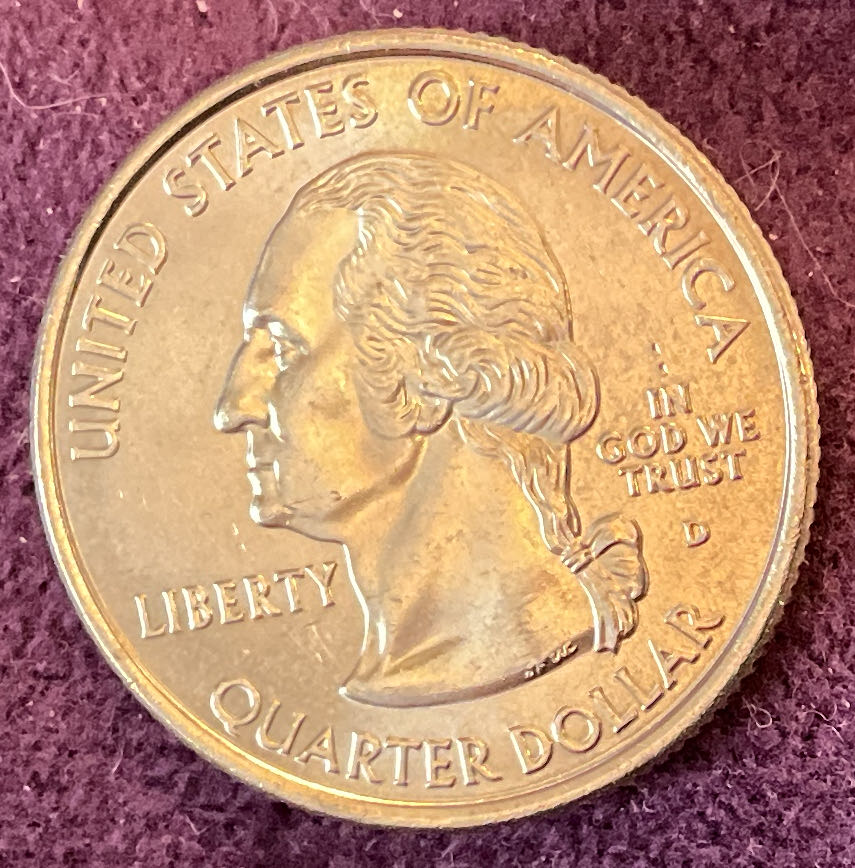 UNITED STATES OF AMERICA
IN
GOD WE
TRUST
D
LIBERTY
QUARTER DOLLAR